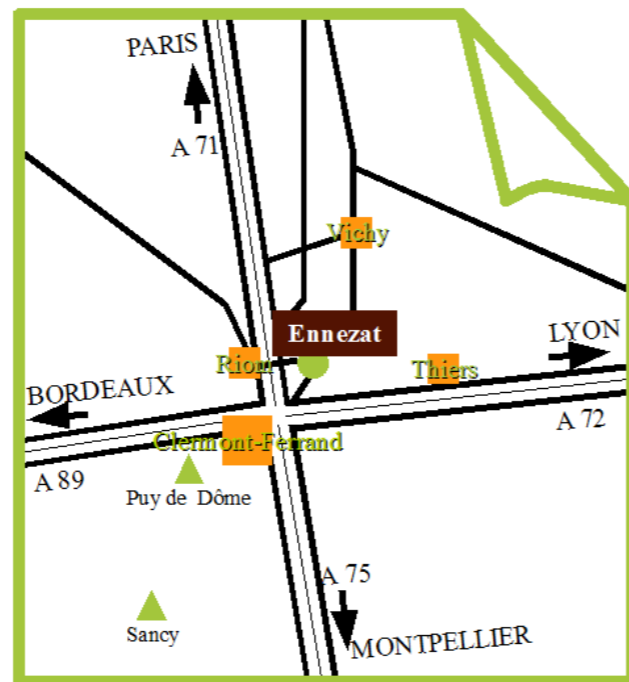 PARIS
A 71
Vichy
Ennezat
LYON
Riom
Thiers
BORDEAUX
A 72
Clermont-Ferrand
A 89
Puy de Dôme
A 75
Sancy
MONTPELLIER